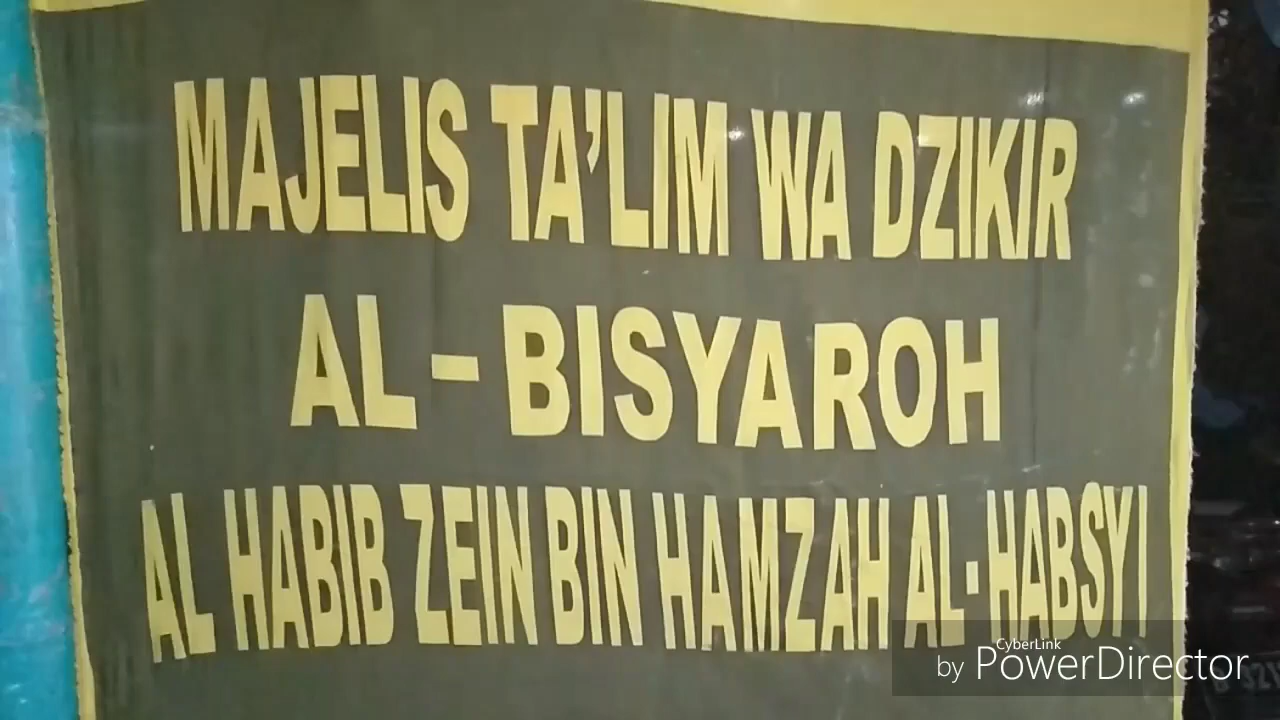 MAJELIS TA'LIM WA DZIKIR
AL-BISYAROH
AL HABIB ZEIN BIN HAMZAH AL-HABSYI
CyberLink
by PowerDirector